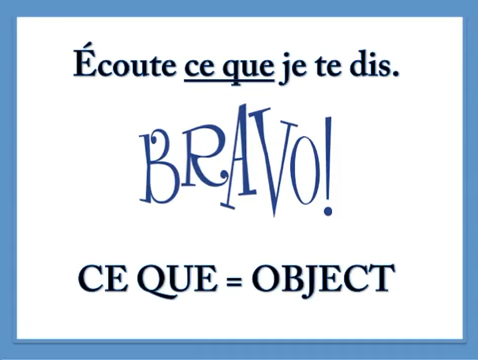 Écoute ce que je te dis.
BRAVO!
CE QUE = OBJECT